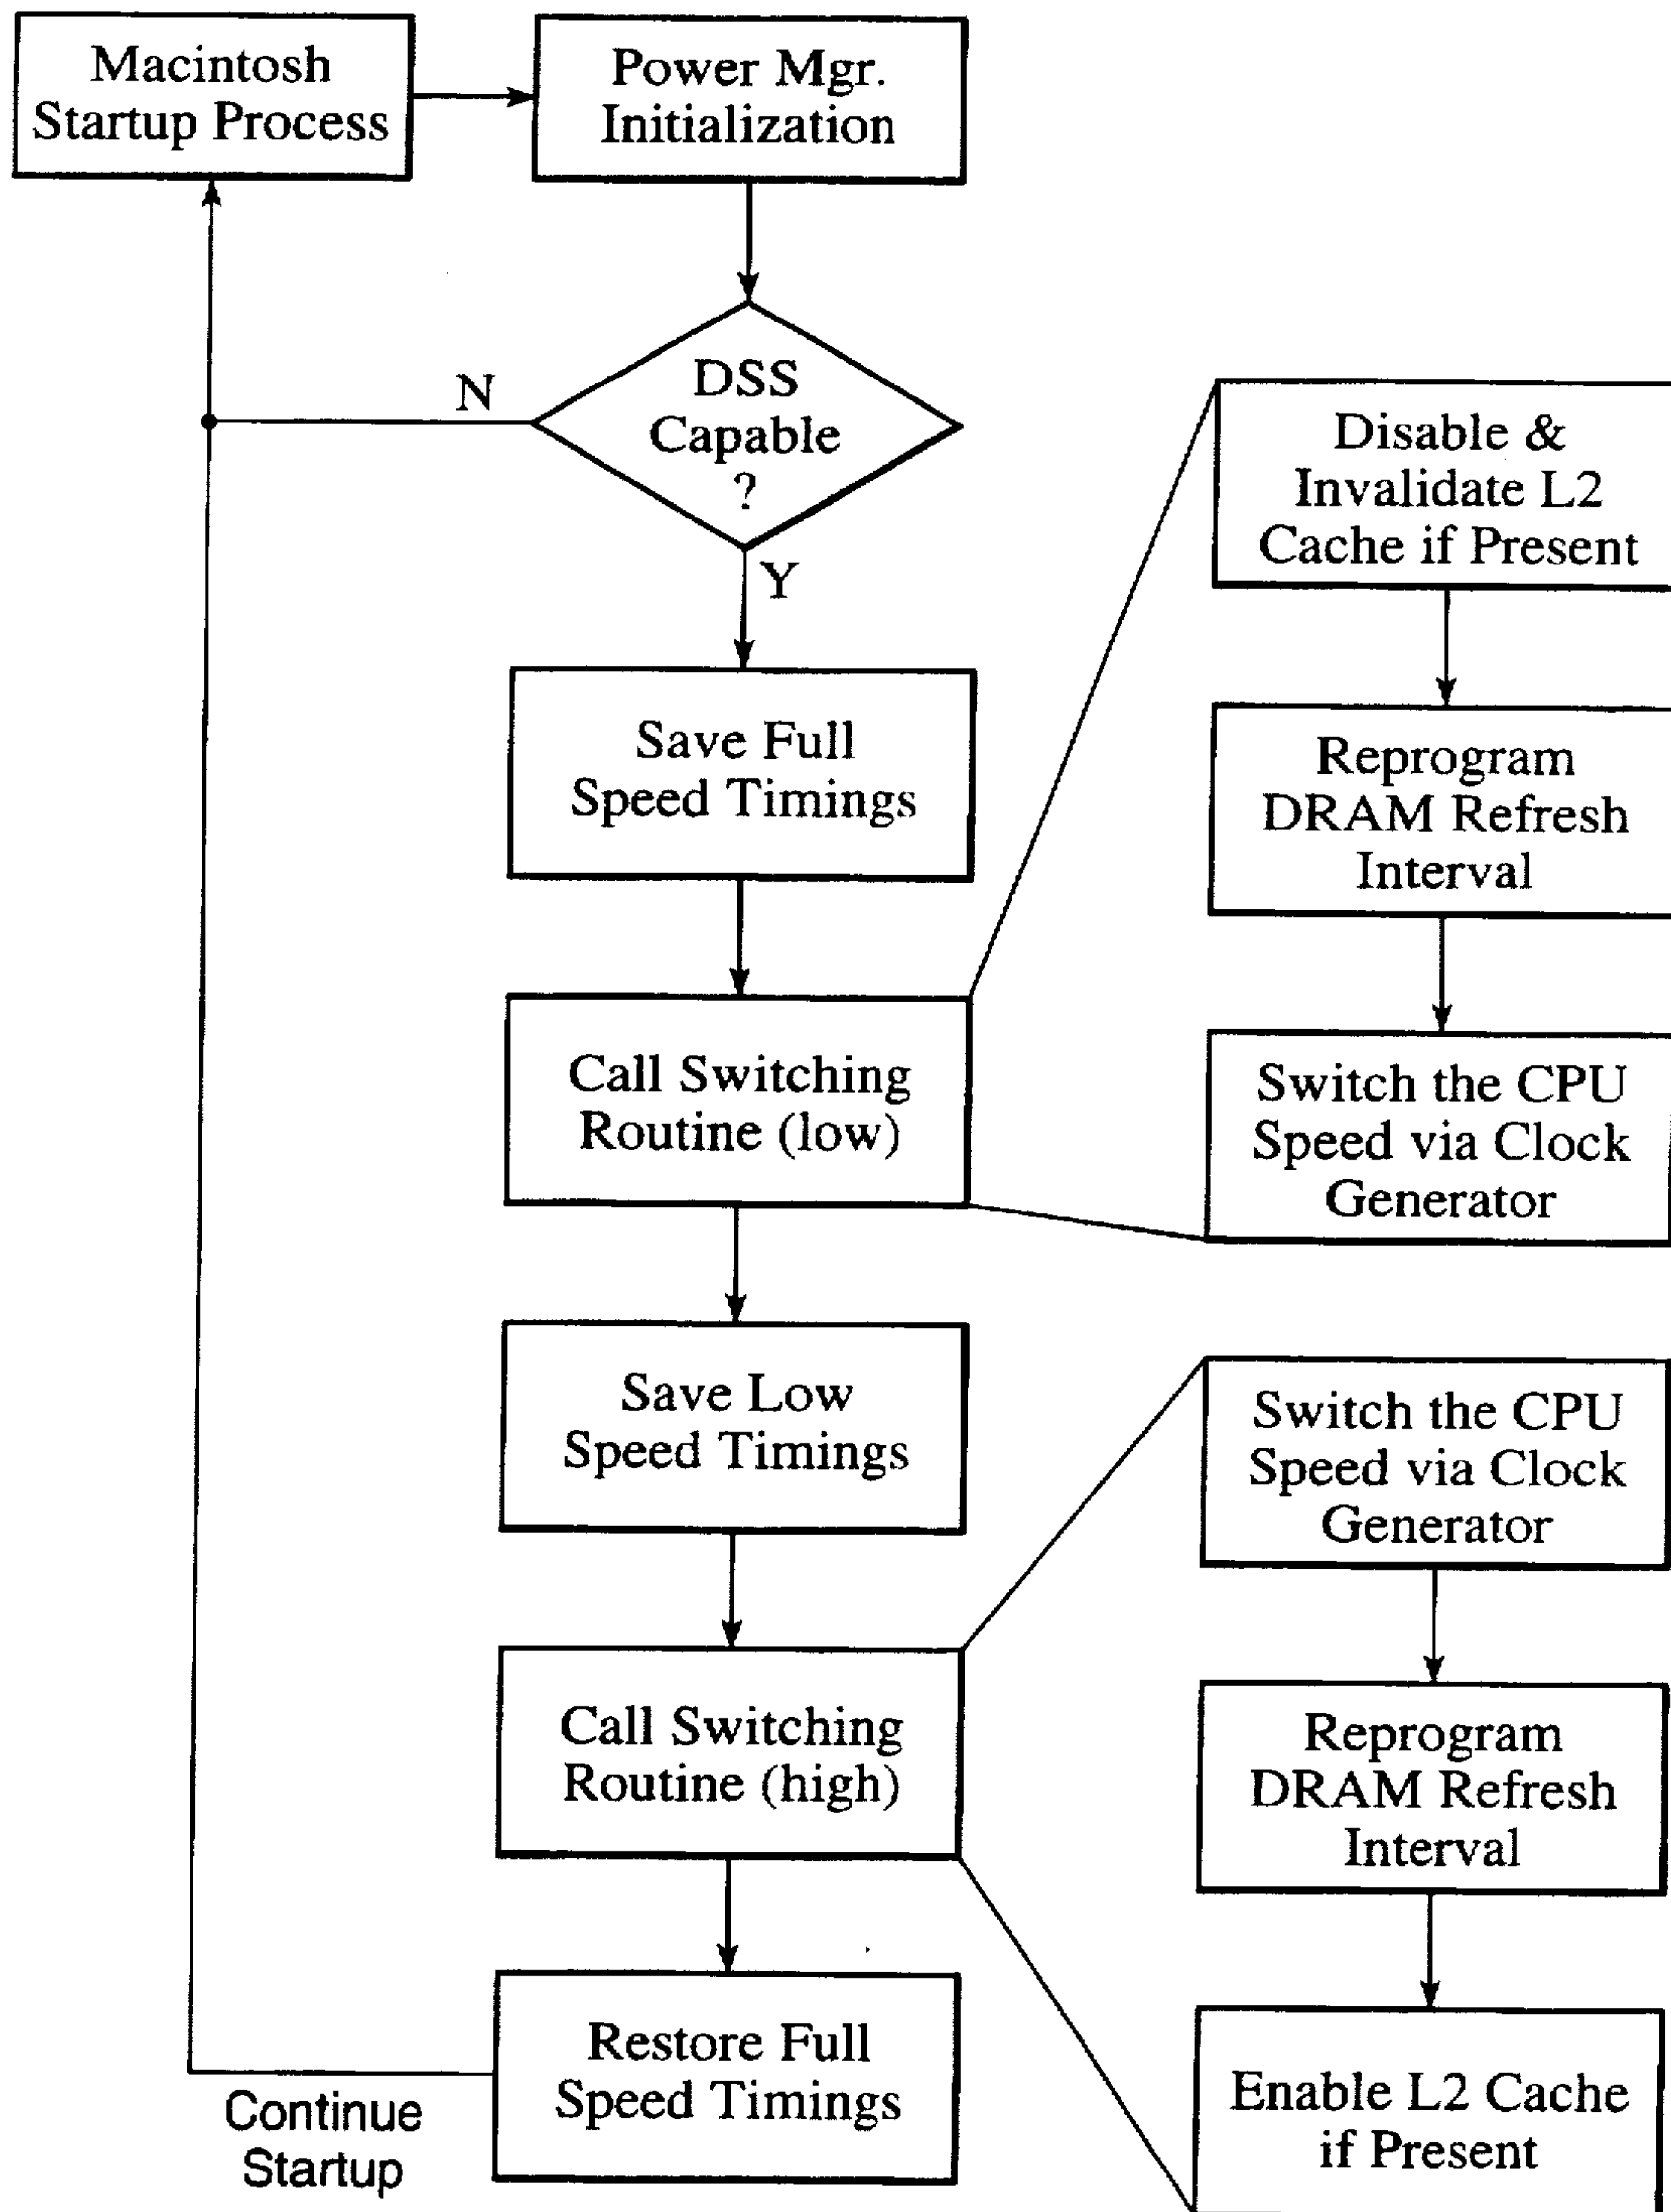 Macintosh
Startup Process
Power Mgr.
Initialization
DSS
Capable
?
N
Y
Save Full
Speed Timings
Call Switching
Routine (low)
Save Low
Speed Timings
Call Switching
Routine (high)
Restore Full
Speed Timings
Continue
Startup
Disable &
Invalidate L2
Cache if Present
Reprogram
DRAM Refresh
Interval
Switch the CPU
Speed via Clock
Generator
Switch the CPU
Speed via Clock
Generator
Reprogram
DRAM Refresh
Interval
Enable L2 Cache
if Present